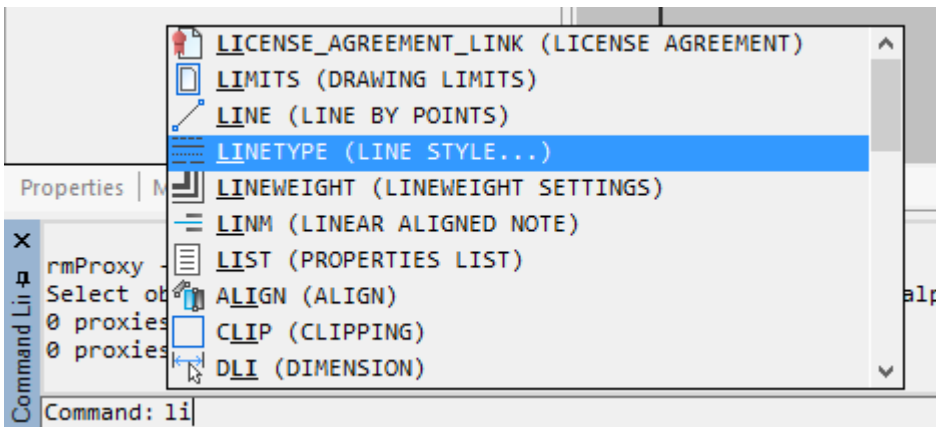 LICENSE_AGREEMENT_LINK (LICENSE AGREEMENT)
LIMITS (DRAWING LIMITS)
LINE (LINE BY POINTS)
LINETYPE (LINE STYLE...)
LINEWEIGHT (LINEWEIGHT SETTINGS)
LINM (LINEAR ALIGNED NOTE)
LIST (PROPERTIES LIST)
ALIGN (ALIGN)
CLIP (CLIPPING)
DLI (DIMENSION)
Properties
rmProxy -
Select
0 proxies
0 proxies
Command: li
Command